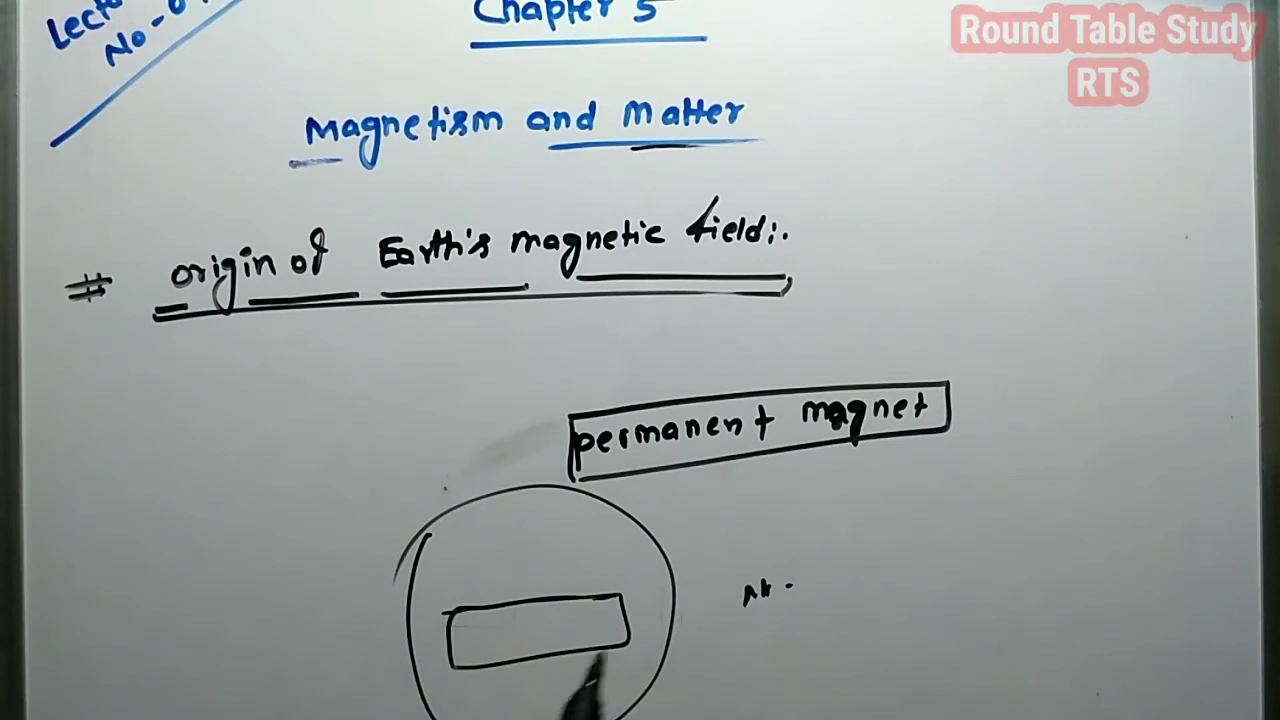 Chapter 5
Round Table Study
RTS
Magnetism and Matter
# origin of Earth's magnetic field:.
permanent magnet